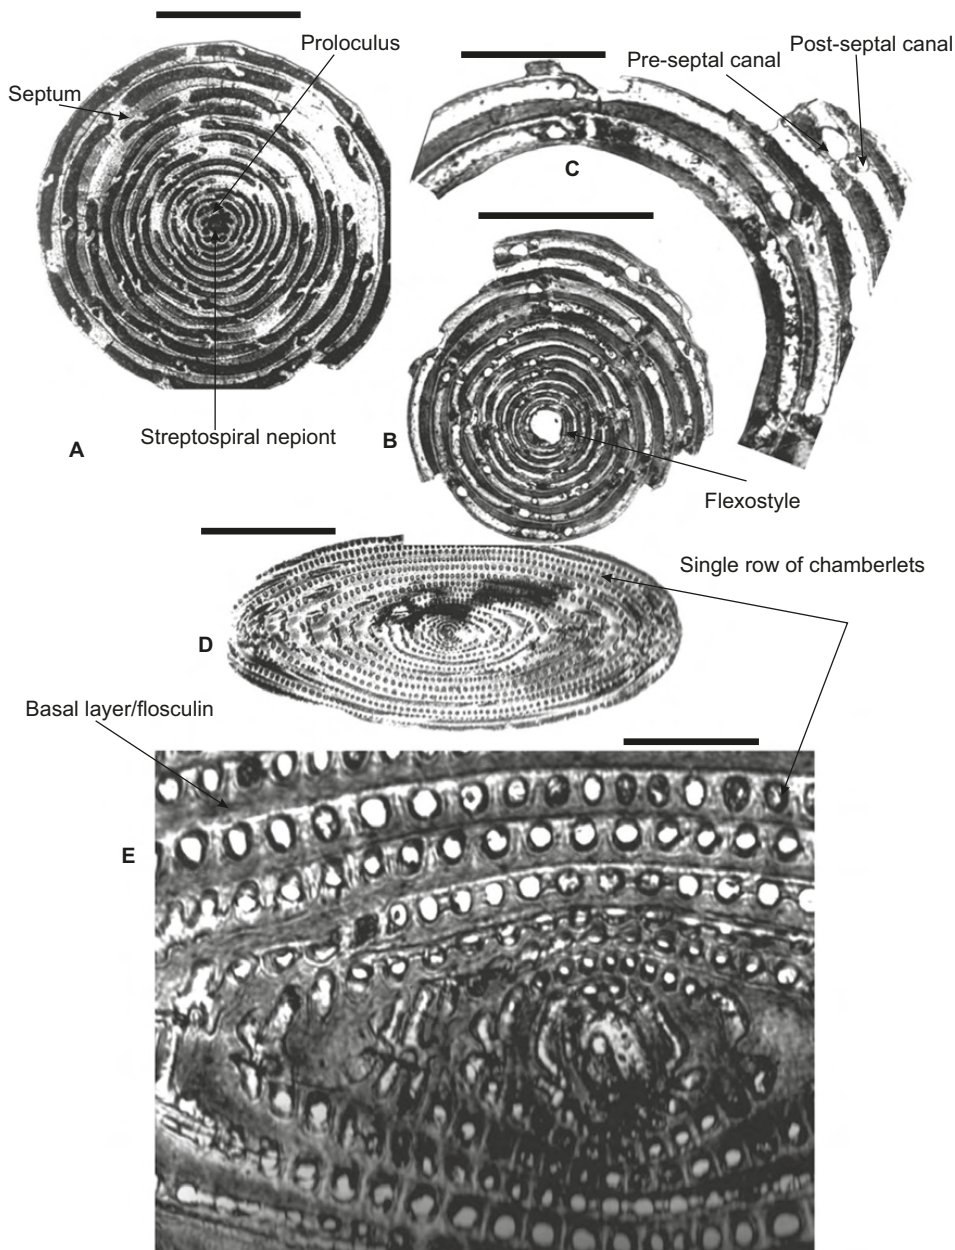 Proloculus
Post-septal canal
Pre-septal canal
Septum
C
Streptospiral nepiont
A
B
Flexostyle
Single row of chamberlets
D
Basal layer/flosculin
E